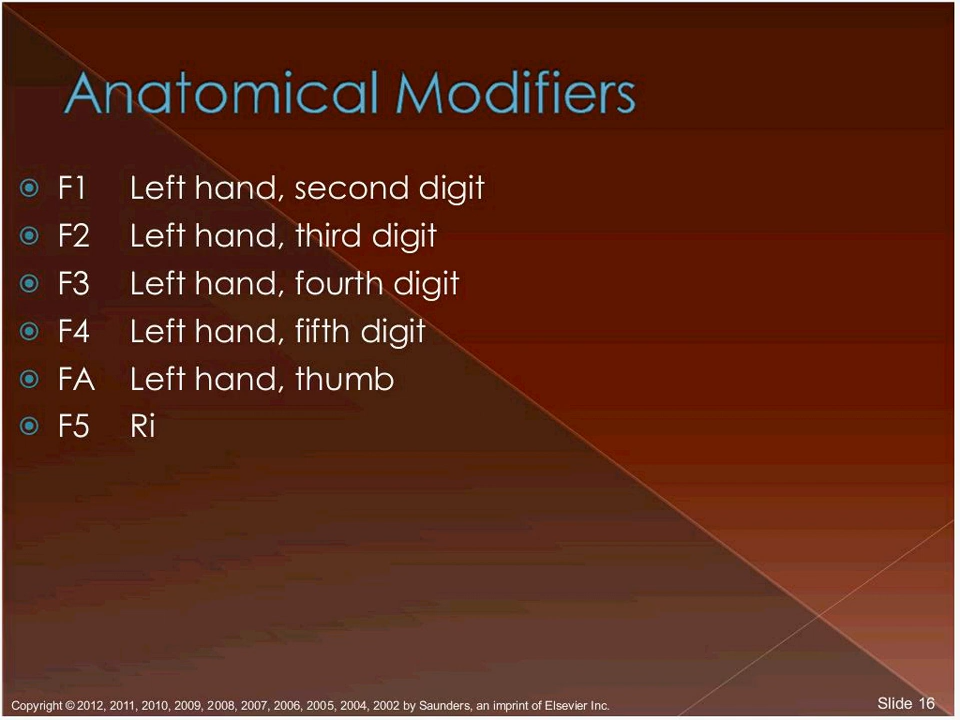 Anatomical Modifiers
F1 Left hand, second digit
F2 Left hand, third digit
F3 Left hand, fourth digit
F4 Left hand, fifth digit
FA Left hand, thumb
F5 Ri
Copyright © 2012, 2011, 2010, 2009, 2008, 2007, 2006, 2005, 2004, 2002 by Saunders, an imprint of Elsevier Inc.
Slide 16